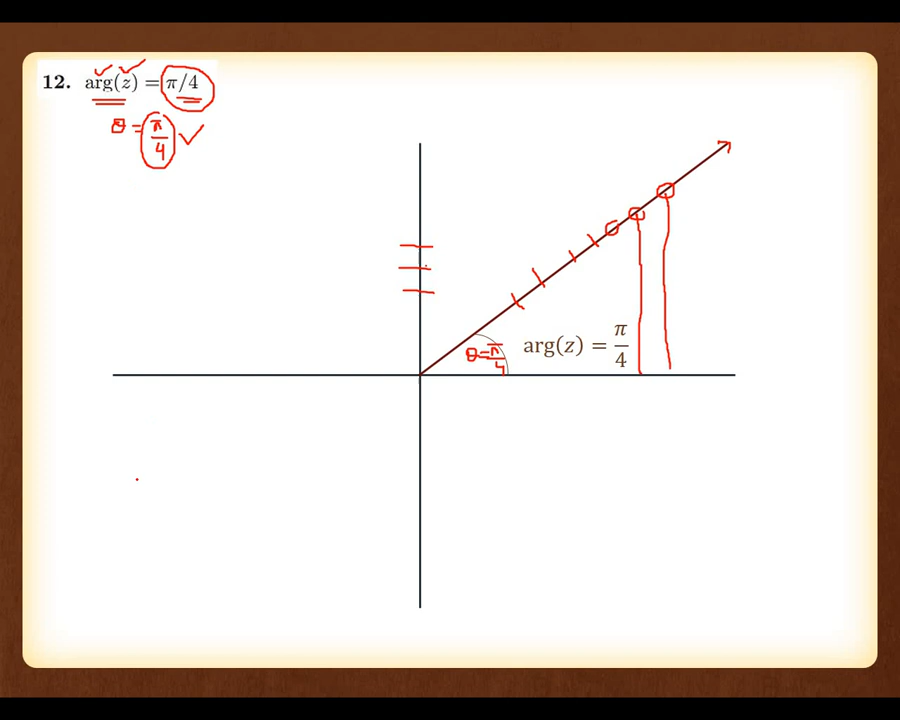 12. arg(z) = π/4
θ = π/4
θ = π/4
arg(z) = π/4